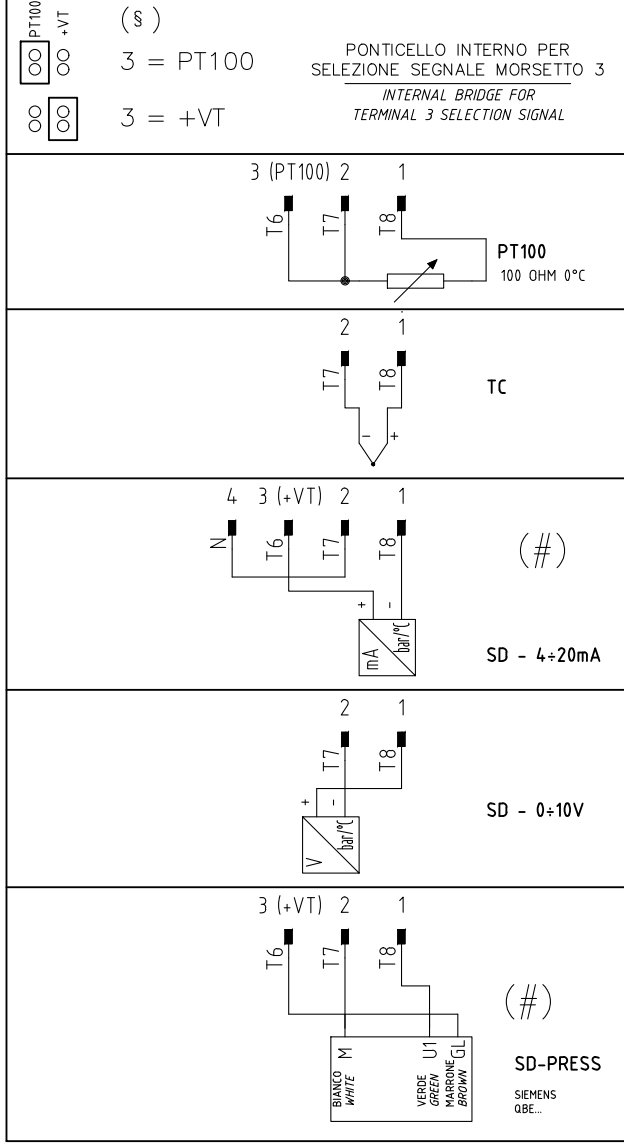 PT100
+VT
(§)
3 = PT100
3 = +VT
PONTICELLO INTERNO PER
SELEZIONE SEGNALE MORSETTO 3
INTERNAL BRIDGE FOR
TERMINAL 3 SELECTION SIGNAL
3 (PT100) 2 1
T6 T7 T8
PT100
100 OHM 0°C
2 1
T7 T8
- +
TC
4 3 (+VT) 2 1
N T6 T7 T8
(#)
+ -
mA bar/°C
SD - 4÷20mA
2 1
T7 T8
+ -
V bar/°C
SD - 0÷10V
3 (+VT) 2 1
T6 T7 T8
(#)
M U1 GL
BIANCO
WHITE
VERDE
GREEN
MARRONE
BROWN
SD-PRESS
SIEMENS
QBE...